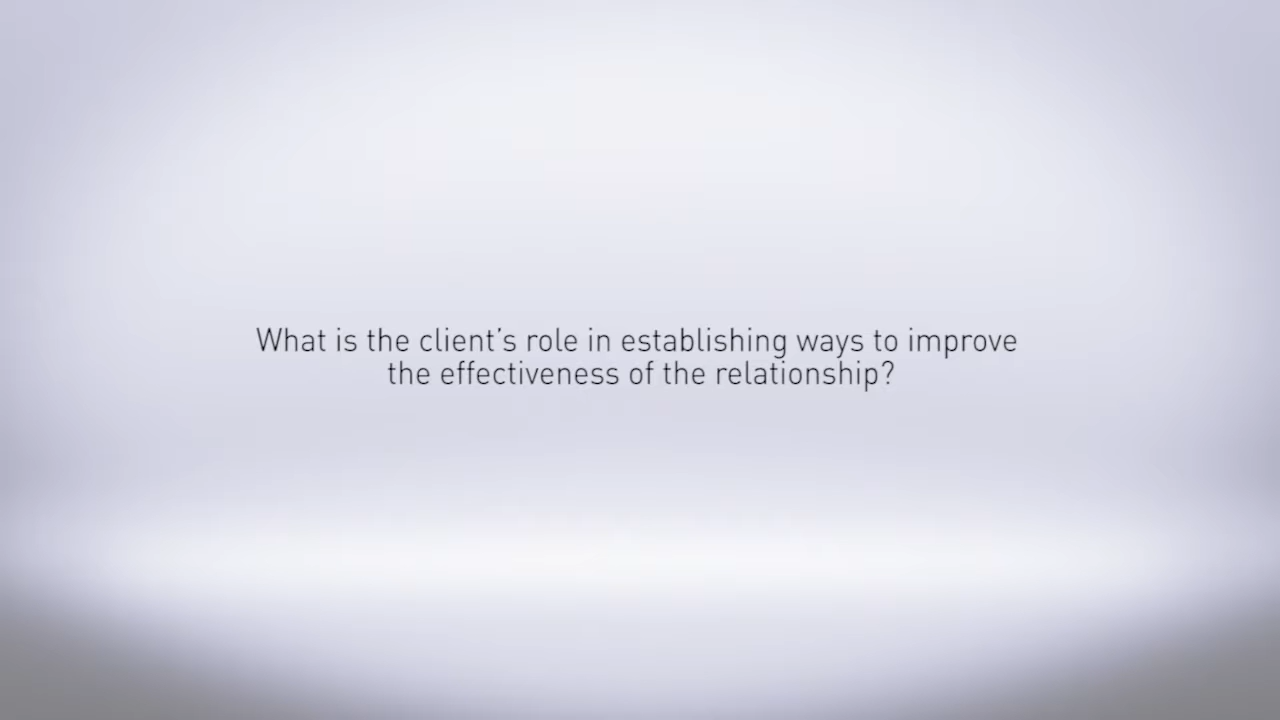 What is the client’s role in establishing ways to improve
the effectiveness of the relationship?